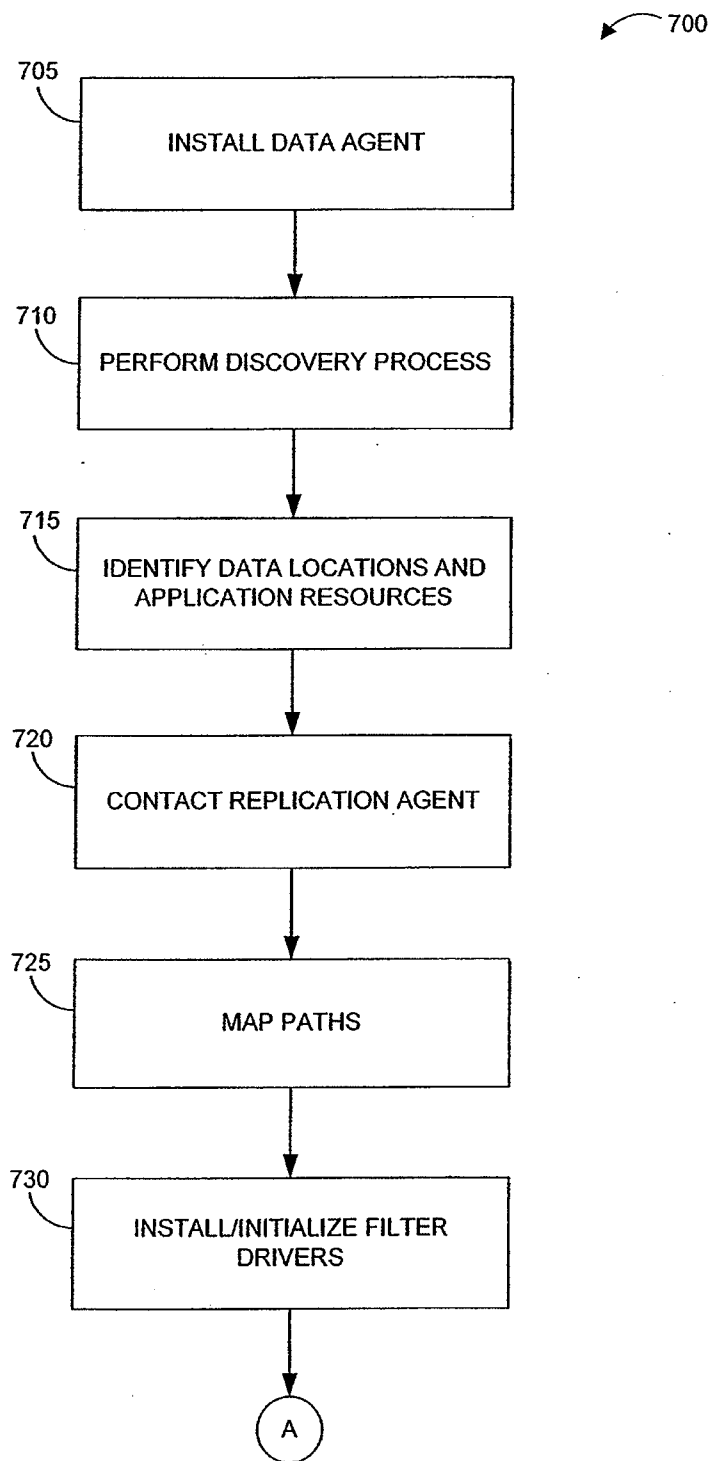 700
705
INSTALL DATA AGENT
710
PERFORM DISCOVERY PROCESS
715
IDENTIFY DATA LOCATIONS AND
APPLICATION RESOURCES
720
CONTACT REPLICATION AGENT
725
MAP PATHS
730
INSTALL/INITIALIZE FILTER
DRIVERS
A